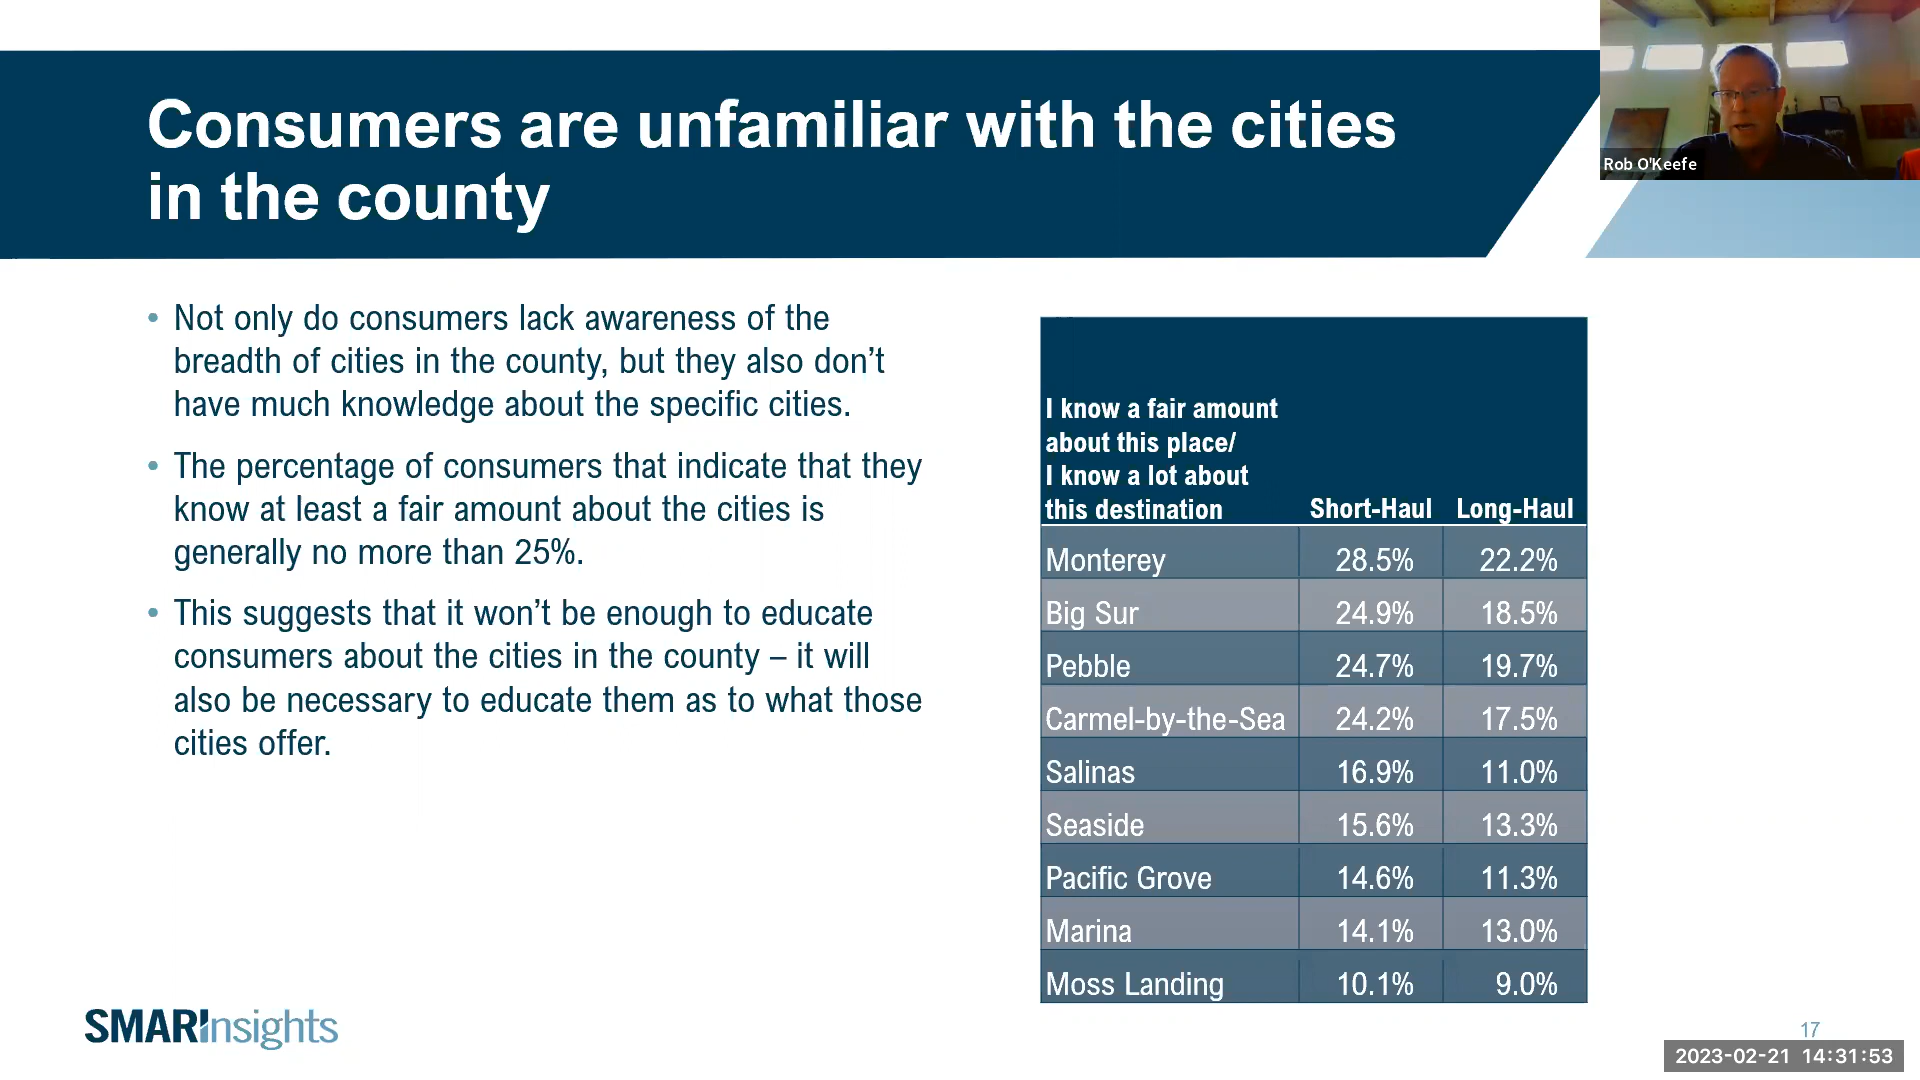 Consumers are unfamiliar with the cities
in the county
Rob O'Keefe
• Not only do consumers lack awareness of the
breadth of cities in the county, but they also don’t
have much knowledge about the specific cities.
• The percentage of consumers that indicate that they
know at least a fair amount about the cities is
generally no more than 25%.
• This suggests that it won’t be enough to educate
consumers about the cities in the county – it will
also be necessary to educate them as to what those
cities offer.
I know a fair amount
about this place/
I know a lot about
this destination Short-Haul Long-Haul
Monterey 28.5% 22.2%
Big Sur 24.9% 18.5%
Pebble 24.7% 19.7%
Carmel-by-the-Sea 24.2% 17.5%
Salinas 16.9% 11.0%
Seaside 15.6% 13.3%
Pacific Grove 14.6% 11.3%
Marina 14.1% 13.0%
Moss Landing 10.1% 9.0%
SMARInsights
17
2023-02-21 14:31:53